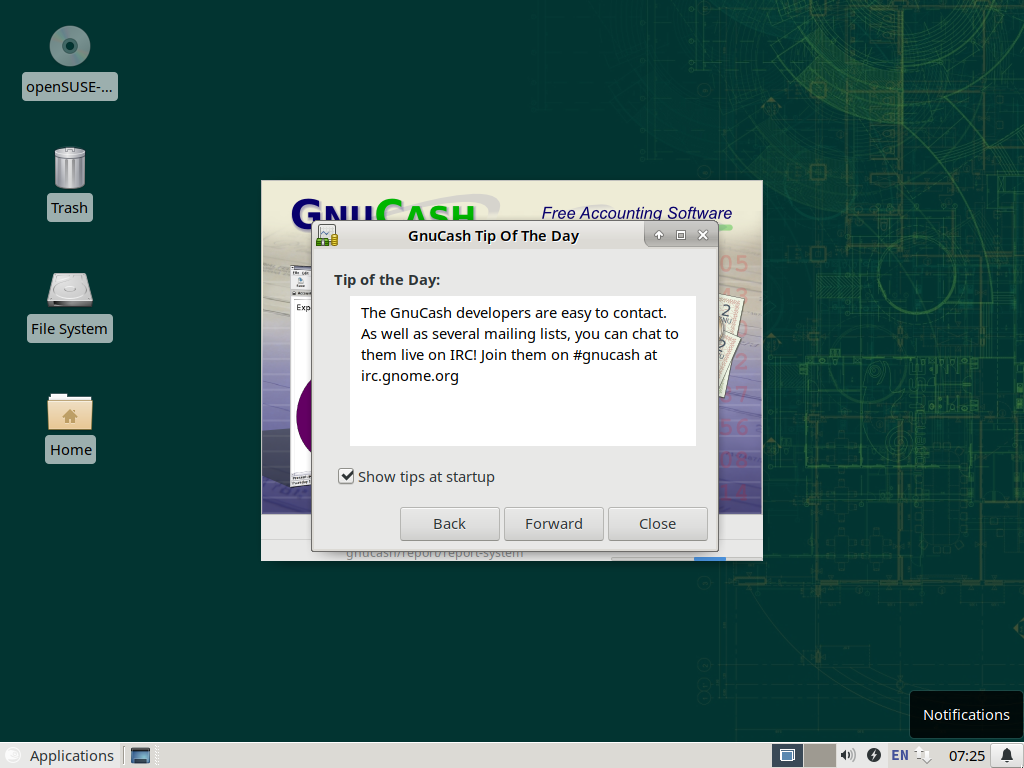 openSUSE-...
Trash
File System
Home
GNUCASH
Free Accounting Software
GnuCash Tip Of The Day
Tip of the Day:
The GnuCash developers are easy to contact.
As well as several mailing lists, you can chat to
them live on IRC! Join them on #gnucash at
irc.gnome.org
Show tips at startup
Back
Forward
Close
gnucash/report/report-system
Notifications
Applications
EN
07:25